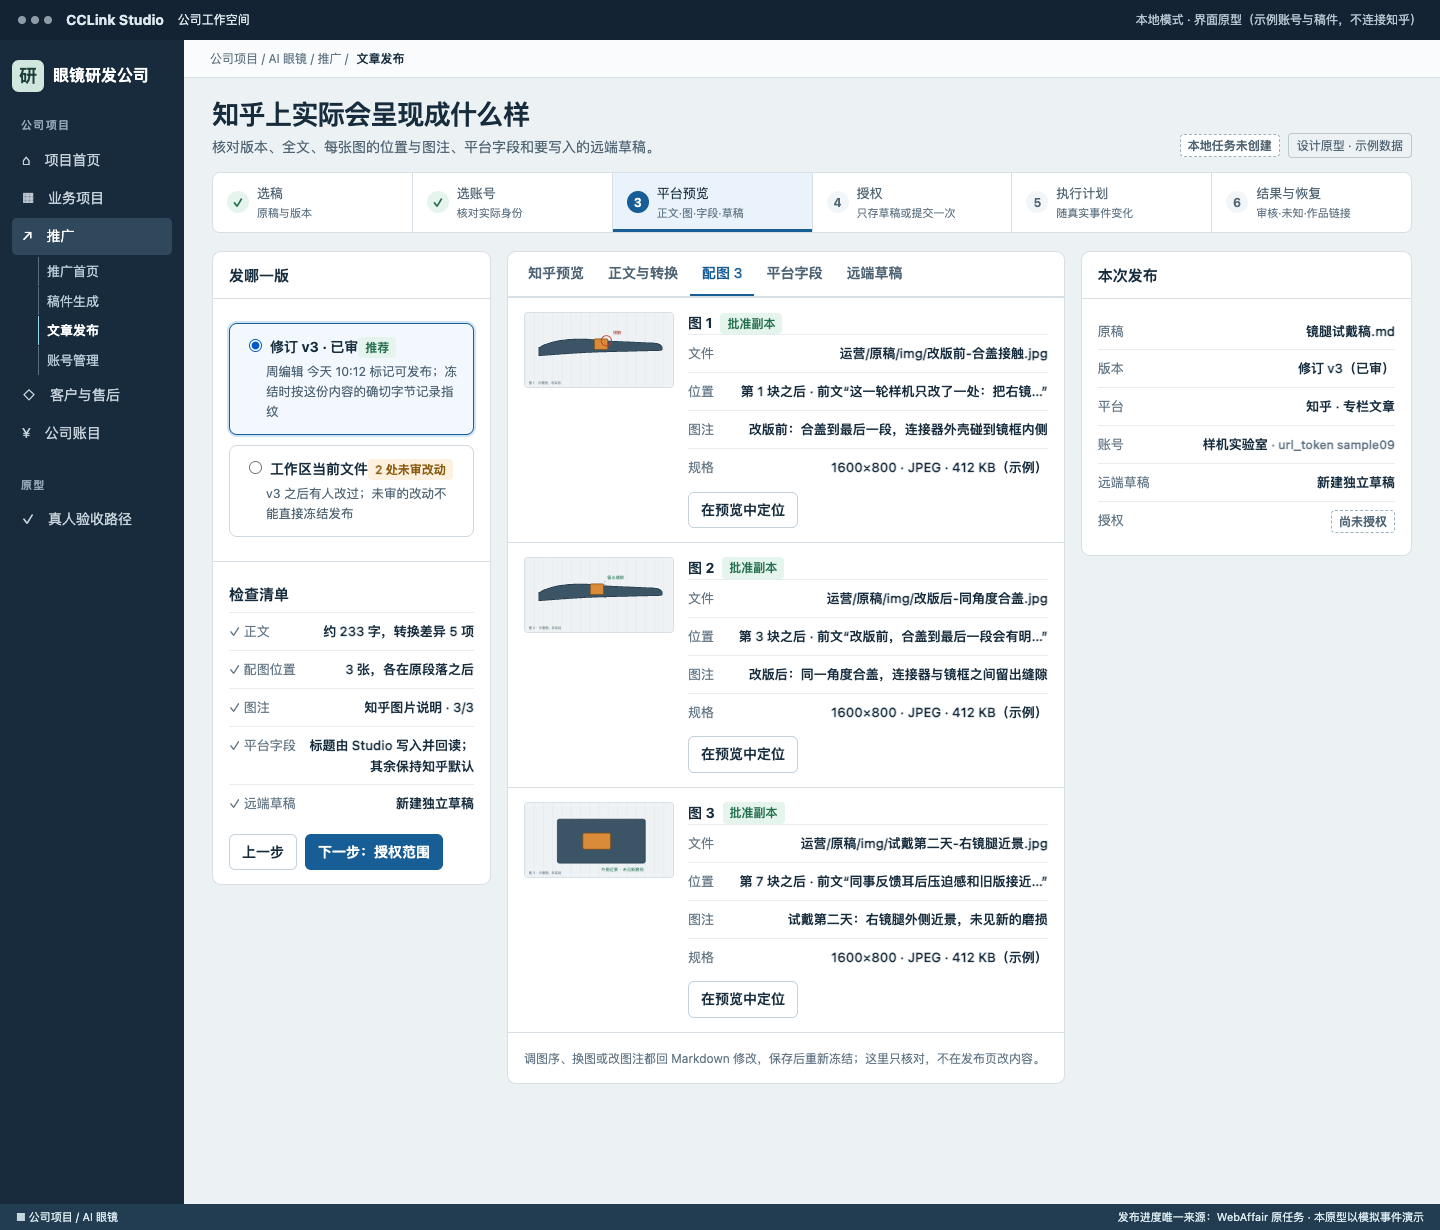 CCLink Studio 公司工作空间
本地模式 · 界面原型（示例账号与稿件，不连接知乎）
研 眼镜研发公司
公司项目
项目首页
业务项目
推广
推广首页
稿件生成
文章发布
账号管理
客户与售后
¥ 公司账目
原型
真人验收路径
公司项目 / AI 眼镜 / 推广 / 文章发布
知乎上实际会呈现成什么样
核对版本、全文、每张图的位置与图注、平台字段和要写入的远端草稿。
本地任务未创建
设计原型 · 示例数据
选稿
原稿与版本
选账号
核对实际身份
3 平台预览
正文·图·字段·草稿
4 授权
只存草稿或提交一次
5 执行计划
随真实事件变化
6 结果与恢复
审核·未知·作品链接
发哪一版
修订 v3 · 已审 推荐
周编辑 今天 10:12 标记可发布；冻
结时按这份内容的确切字节记录指
纹
工作区当前文件 2 处未审改动
v3 之后有人改过；未审的改动不
能直接冻结发布
检查清单
✓ 正文 约 233 字，转换差异 5 项
✓ 配图位置 3 张，各在原段落之后
✓ 图注 知乎图片说明 · 3/3
✓ 平台字段 标题由 Studio 写入并回读；
其余保持知乎默认
✓ 远端草稿 新建独立草稿
上一步 下一步：授权范围
知乎预览 正文与转换 配图 3 平台字段 远端草稿
图 1 批准副本
文件 运营/原稿/img/改版前-合盖接触.jpg
位置 第 1 块之后 · 前文“这一轮样机只改了一处：把右镜…”
图注 改版前：合盖到最后一段，连接器外壳碰到镜框内侧
规格 1600×800 · JPEG · 412 KB（示例）
在预览中定位
图 2 批准副本
文件 运营/原稿/img/改版后-同角度合盖.jpg
位置 第 3 块之后 · 前文“改版前，合盖到最后一段会有明…”
图注 改版后：同一角度合盖，连接器与镜框之间留出缝隙
规格 1600×800 · JPEG · 412 KB（示例）
在预览中定位
图 3 批准副本
文件 运营/原稿/img/试戴第二天-右镜腿近景.jpg
位置 第 7 块之后 · 前文“同事反馈耳后压迫感和旧版接近…”
图注 试戴第二天：右镜腿外侧近景，未见新的磨损
规格 1600×800 · JPEG · 412 KB（示例）
在预览中定位
调图序、换图或改图注都回 Markdown 修改，保存后重新冻结；这里只核对，不在发布页改内容。
本次发布
原稿 镜腿试戴稿.md
版本 修订 v3（已审）
平台 知乎 · 专栏文章
账号 样机实验室 · url_token sample09
远端草稿 新建独立草稿
授权 尚未授权
公司项目 / AI 眼镜
发布进度唯一来源：WebAffair 原任务 · 本原型以模拟事件演示